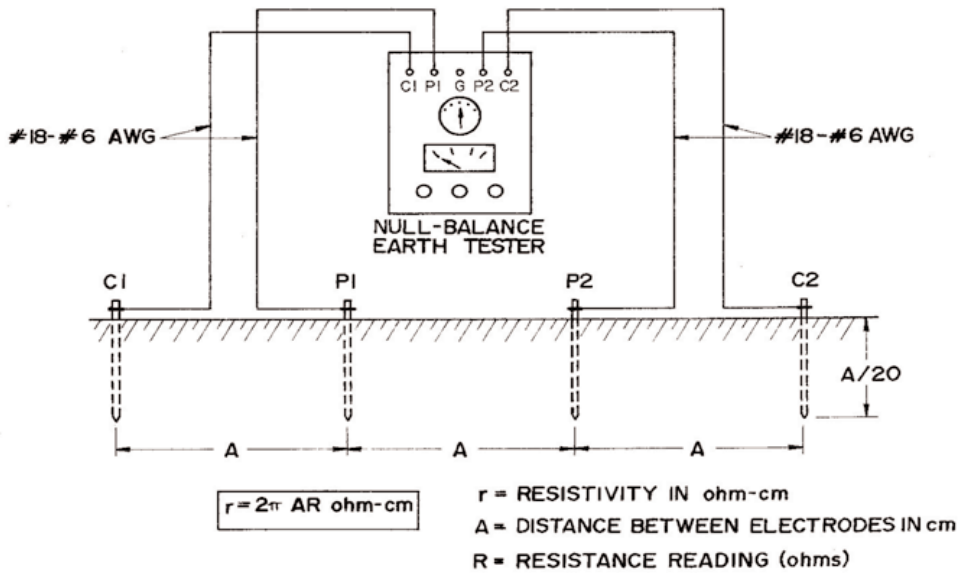 C1 P1 G P2 C2
#18-#6 AWG
#18-#6 AWG
NULL-BALANCE
EARTH TESTER
C1
P1
P2
C2
A/20
A
A
A
r = 2π AR ohm-cm
r = RESISTIVITY IN ohm-cm
A = DISTANCE BETWEEN ELECTRODES IN cm
R = RESISTANCE READING (ohms)